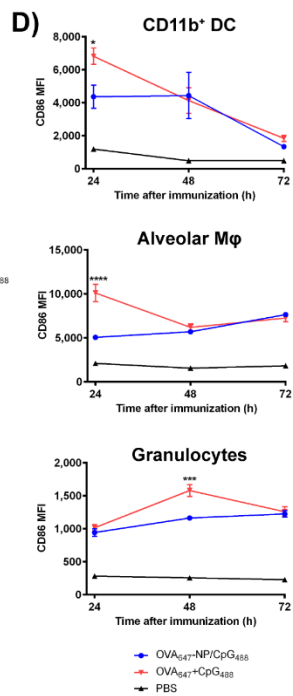 D)
CD11b⁺ DC
*
8,000
6,000
4,000
2,000
0
CD86 MFI
24 48 72
Time after immunization (h)
488
Alveolar Mφ
****
15,000
10,000
5,000
0
CD86 MFI
24 48 72
Time after immunization (h)
Granulocytes
***
2,000
1,500
1,000
500
0
CD86 MFI
24 48 72
Time after immunization (h)
OVA₆₄₇-NP/CpG₄₈₈
OVA₆₄₇+CpG₄₈₈
PBS